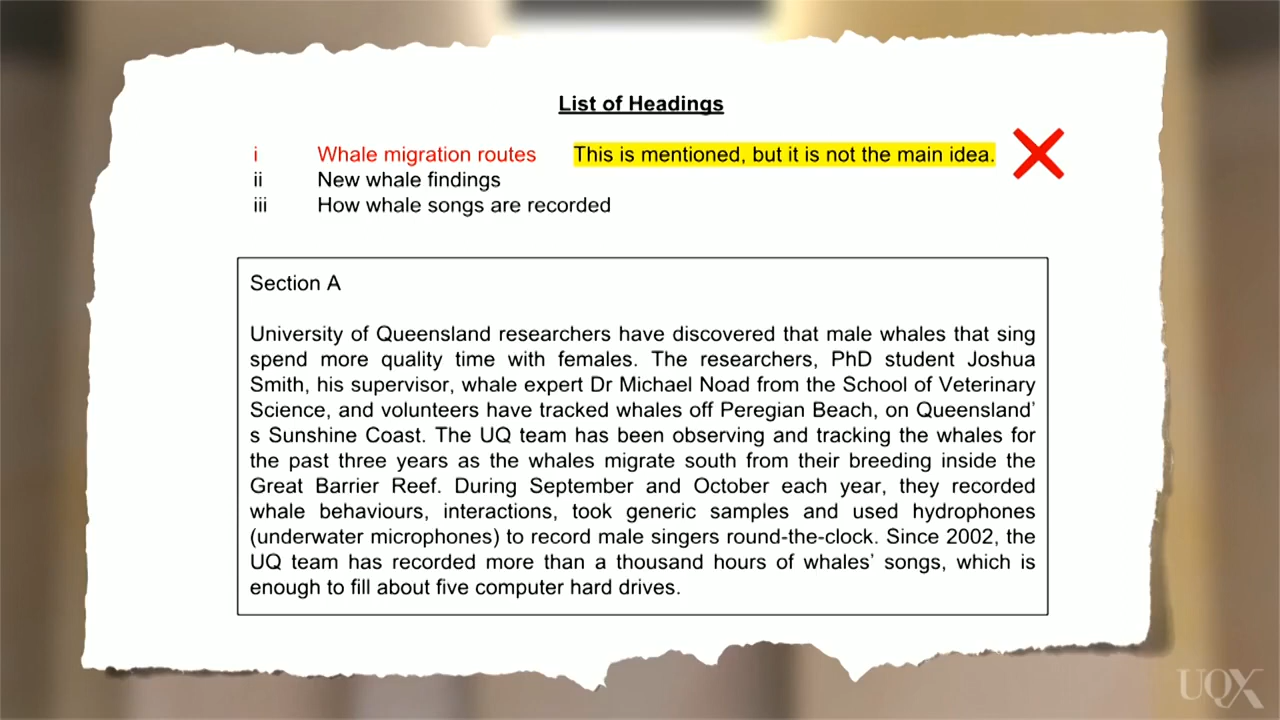 List of Headings
i Whale migration routes This is mentioned, but it is not the main idea.
ii New whale findings
iii How whale songs are recorded
Section A
University of Queensland researchers have discovered that male whales that sing
spend more quality time with females. The researchers, PhD student Joshua
Smith, his supervisor, whale expert Dr Michael Noad from the School of Veterinary
Science, and volunteers have tracked whales off Peregian Beach, on Queensland’
s Sunshine Coast. The UQ team has been observing and tracking the whales for
the past three years as the whales migrate south from their breeding inside the
Great Barrier Reef. During September and October each year, they recorded
whale behaviours, interactions, took generic samples and used hydrophones
(underwater microphones) to record male singers round-the-clock. Since 2002, the
UQ team has recorded more than a thousand hours of whales’ songs, which is
enough to fill about five computer hard drives.
UQX